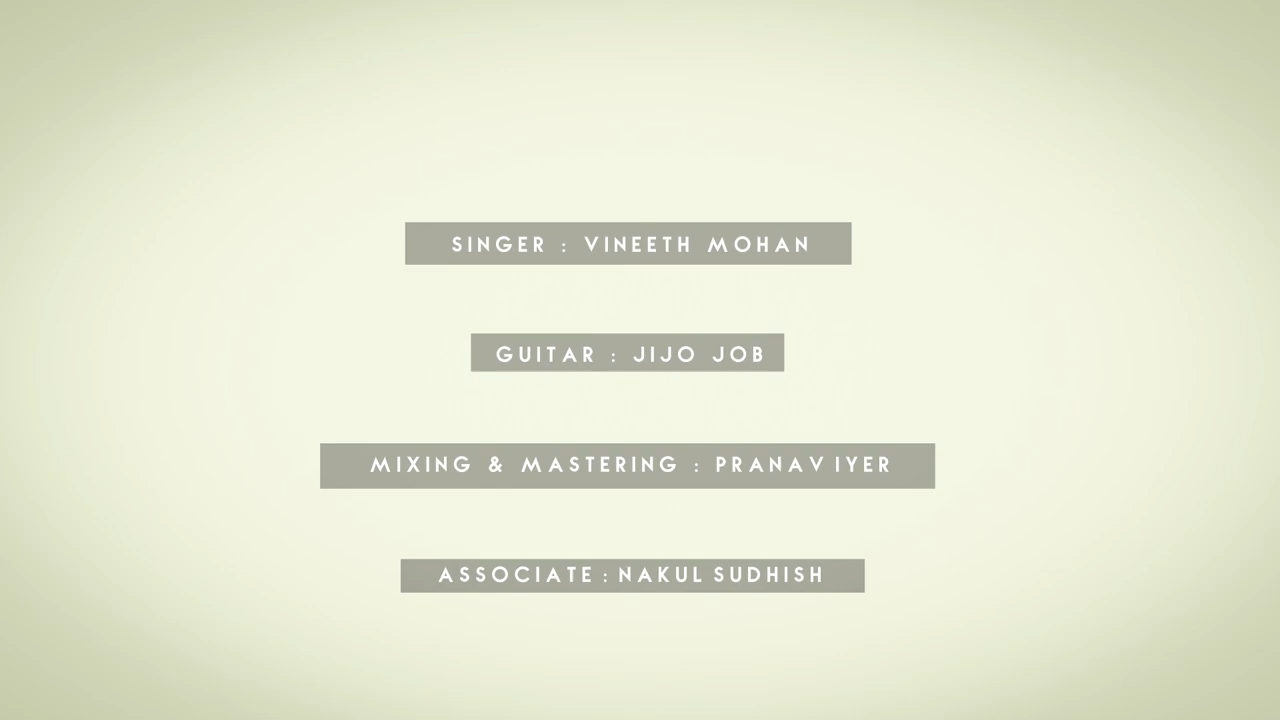 SINGER : VINEETH MOHAN
GUITAR : JIJO JOB
MIXING & MASTERING : PRANAV IYER
ASSOCIATE : NAKUL SUDHISH